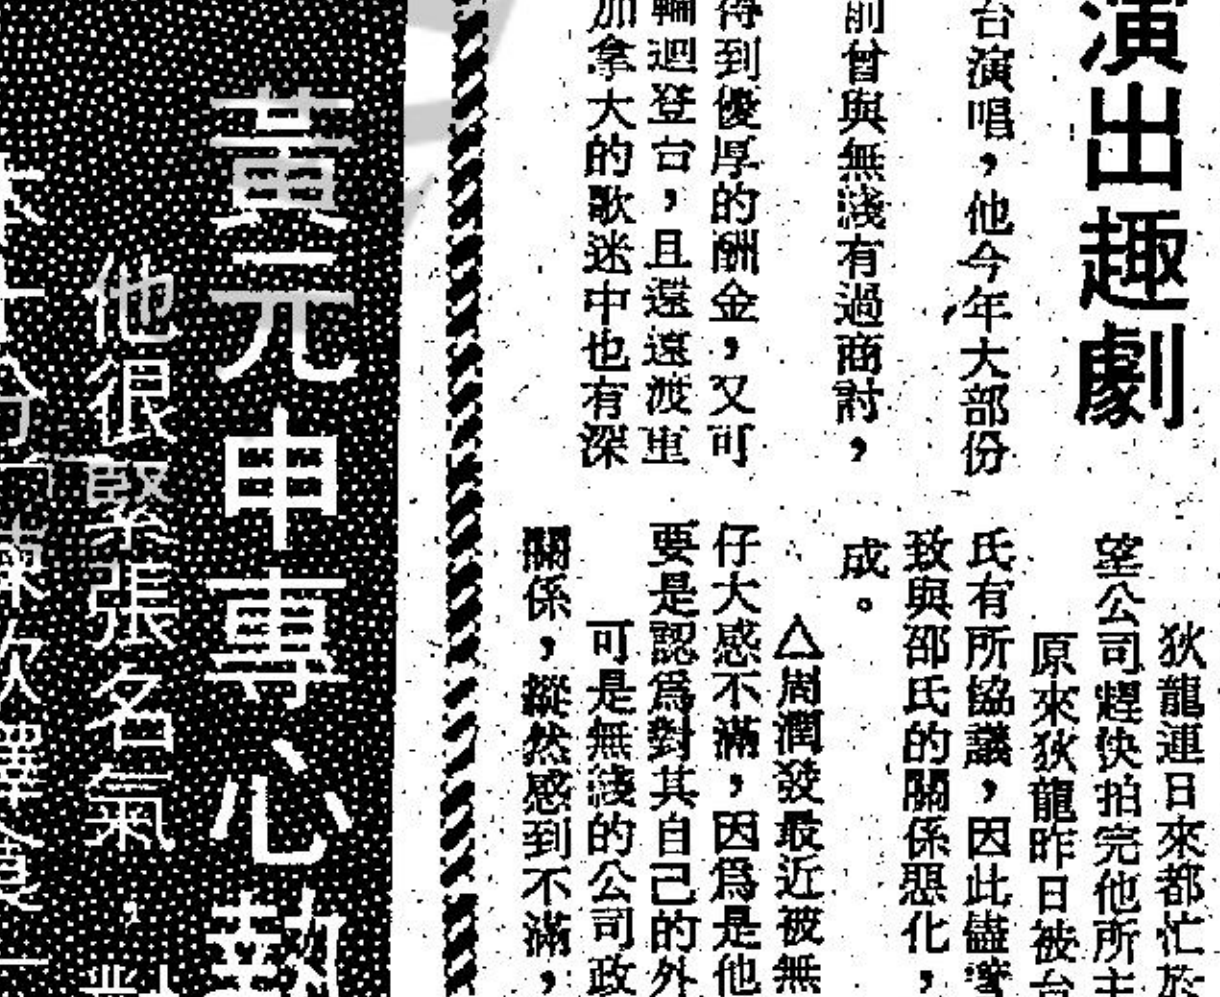 演出趣劇
台演唱，他今年大部份
前曾與無綫有過商討，
得到優厚的酬金，又可
輪迴登台，且還遠渡重
加拿大的歌迷中也有深
狄龍連日來都忙於
望公司趕快拍完他所主
原來狄龍昨日被台
氏有所協議，因此儘
致與邵氏的關係惡化，
成。
△周潤發最近被無
仔大感不滿，因爲是他
要是認爲對其自己的外
可是無綫的公司政
關係，縱然感到不滿，
黃元申專心
他很緊張名氣，